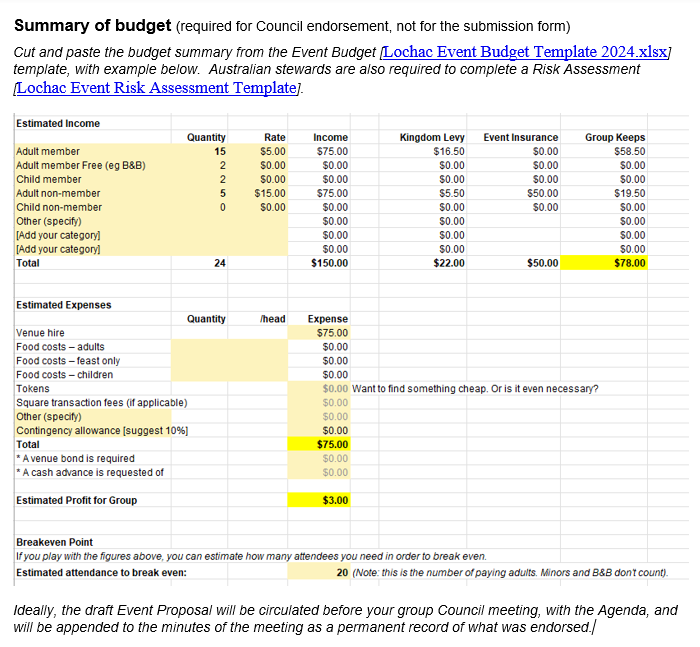 Summary of budget (required for Council endorsement, not for the submission form)
Cut and paste the budget summary from the Event Budget [Lochac Event Budget Template 2024.xlsx]
template, with example below.  Australian stewards are also required to complete a Risk Assessment
[Lochac Event Risk Assessment Template].
Estimated Income
Quantity Rate Income Kingdom Levy Event Insurance Group Keeps
Adult member 15 $5.00 $75.00 $16.50 $0.00 $58.50
Adult member Free (eg B&B) 2 $0.00 $0.00 $0.00 $0.00 $0.00
Child member 2 $0.00 $0.00 $0.00 $0.00 $0.00
Adult non-member 5 $15.00 $75.00 $5.50 $50.00 $19.50
Child non-member 0 $0.00 $0.00 $0.00 $0.00 $0.00
Other (specify) $0.00 $0.00 $0.00
[Add your category] $0.00 $0.00 $0.00
[Add your category] $0.00 $0.00 $0.00
Total 24 $150.00 $22.00 $50.00 $78.00
Estimated Expenses
Quantity /head Expense
Venue hire $75.00
Food costs – adults $0.00
Food costs – feast only $0.00
Food costs – children $0.00
Tokens $0.00 Want to find something cheap. Or is it even necessary?
Square transaction fees (if applicable) $0.00
Other (specify) $0.00
Contingency allowance [suggest 10%] $0.00
Total $75.00
* A venue bond is required $0.00
* A cash advance is requested of $0.00
Estimated Profit for Group $3.00
Breakeven Point
If you play with the figures above, you can estimate how many attendees you need in order to break even.
Estimated attendance to break even: 20 (Note: this is the number of paying adults. Minors and B&B don't count).
Ideally, the draft Event Proposal will be circulated before your group Council meeting, with the Agenda, and
will be appended to the minutes of the meeting as a permanent record of what was endorsed.